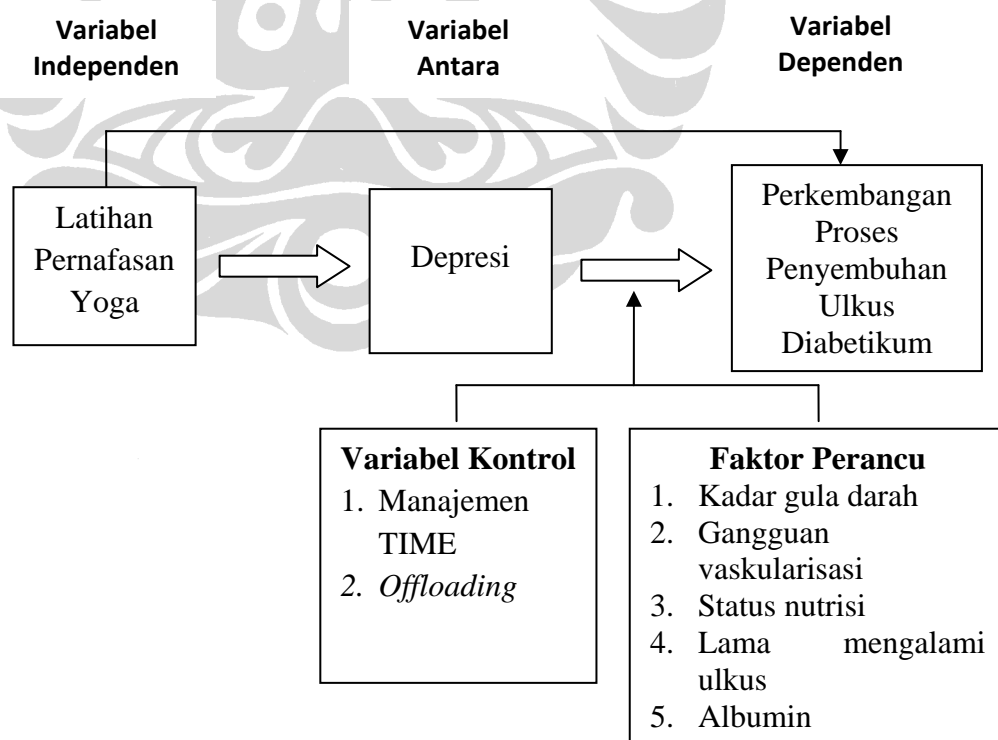 Variabel
Independen
Variabel
Antara
Variabel
Dependen
Latihan
Pernafasan
Yoga
Depresi
Perkembangan
Proses
Penyembuhan
Ulkus
Diabetikum
Variabel Kontrol
1. Manajemen
TIME
2. Offloading
Faktor Perancu
1. Kadar gula darah
2. Gangguan
vaskularisasi
3. Status nutrisi
4. Lama mengalami
ulkus
5. Albumin